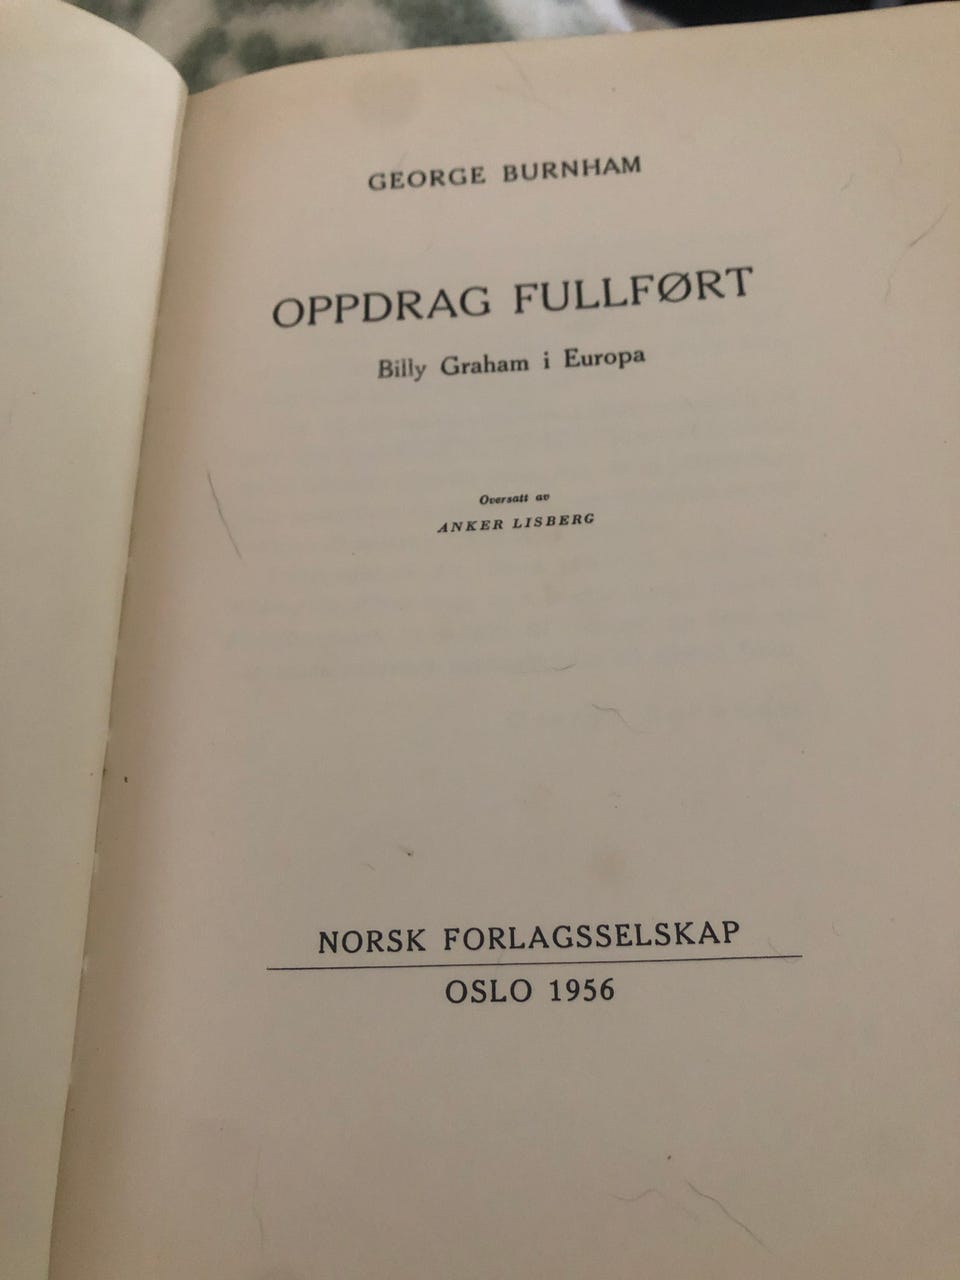 GEORGE BURNHAM
OPPDRAG FULLFØRT
Billy Graham i Europa
Oversatt av
ANKER LISBERG
NORSK FORLAGSSELSKAP
OSLO 1956